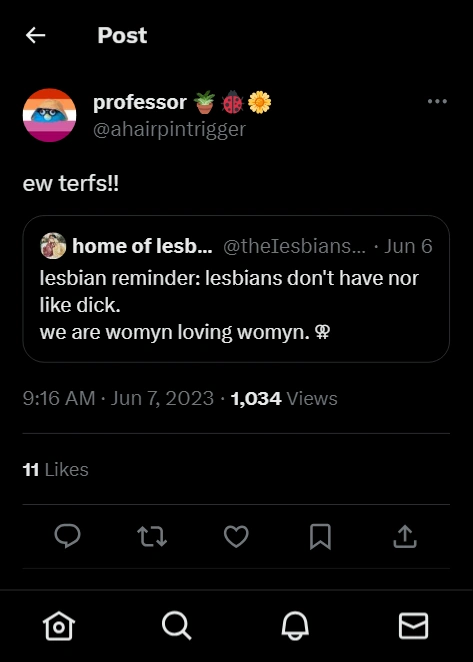 Post
professor 🪴🐞🌼
@ahairpintrigger
ew terfs!!
home of lesb... @theIesbians... · Jun 6
lesbian reminder: lesbians don't have nor
like dick.
we are womyn loving womyn. ⚢
9:16 AM · Jun 7, 2023 · 1,034 Views
11 Likes